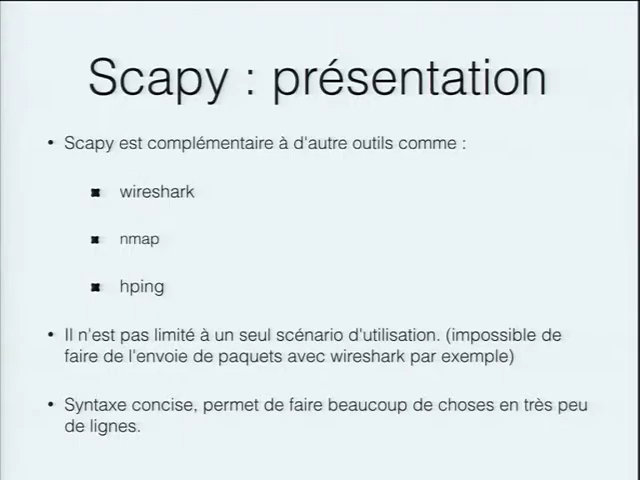 Scapy : présentation
• Scapy est complémentaire à d'autre outils comme :
wireshark
nmap
hping
• Il n'est pas limité à un seul scénario d'utilisation. (impossible de
faire de l'envoie de paquets avec wireshark par exemple)
• Syntaxe concise, permet de faire beaucoup de choses en très peu
de lignes.